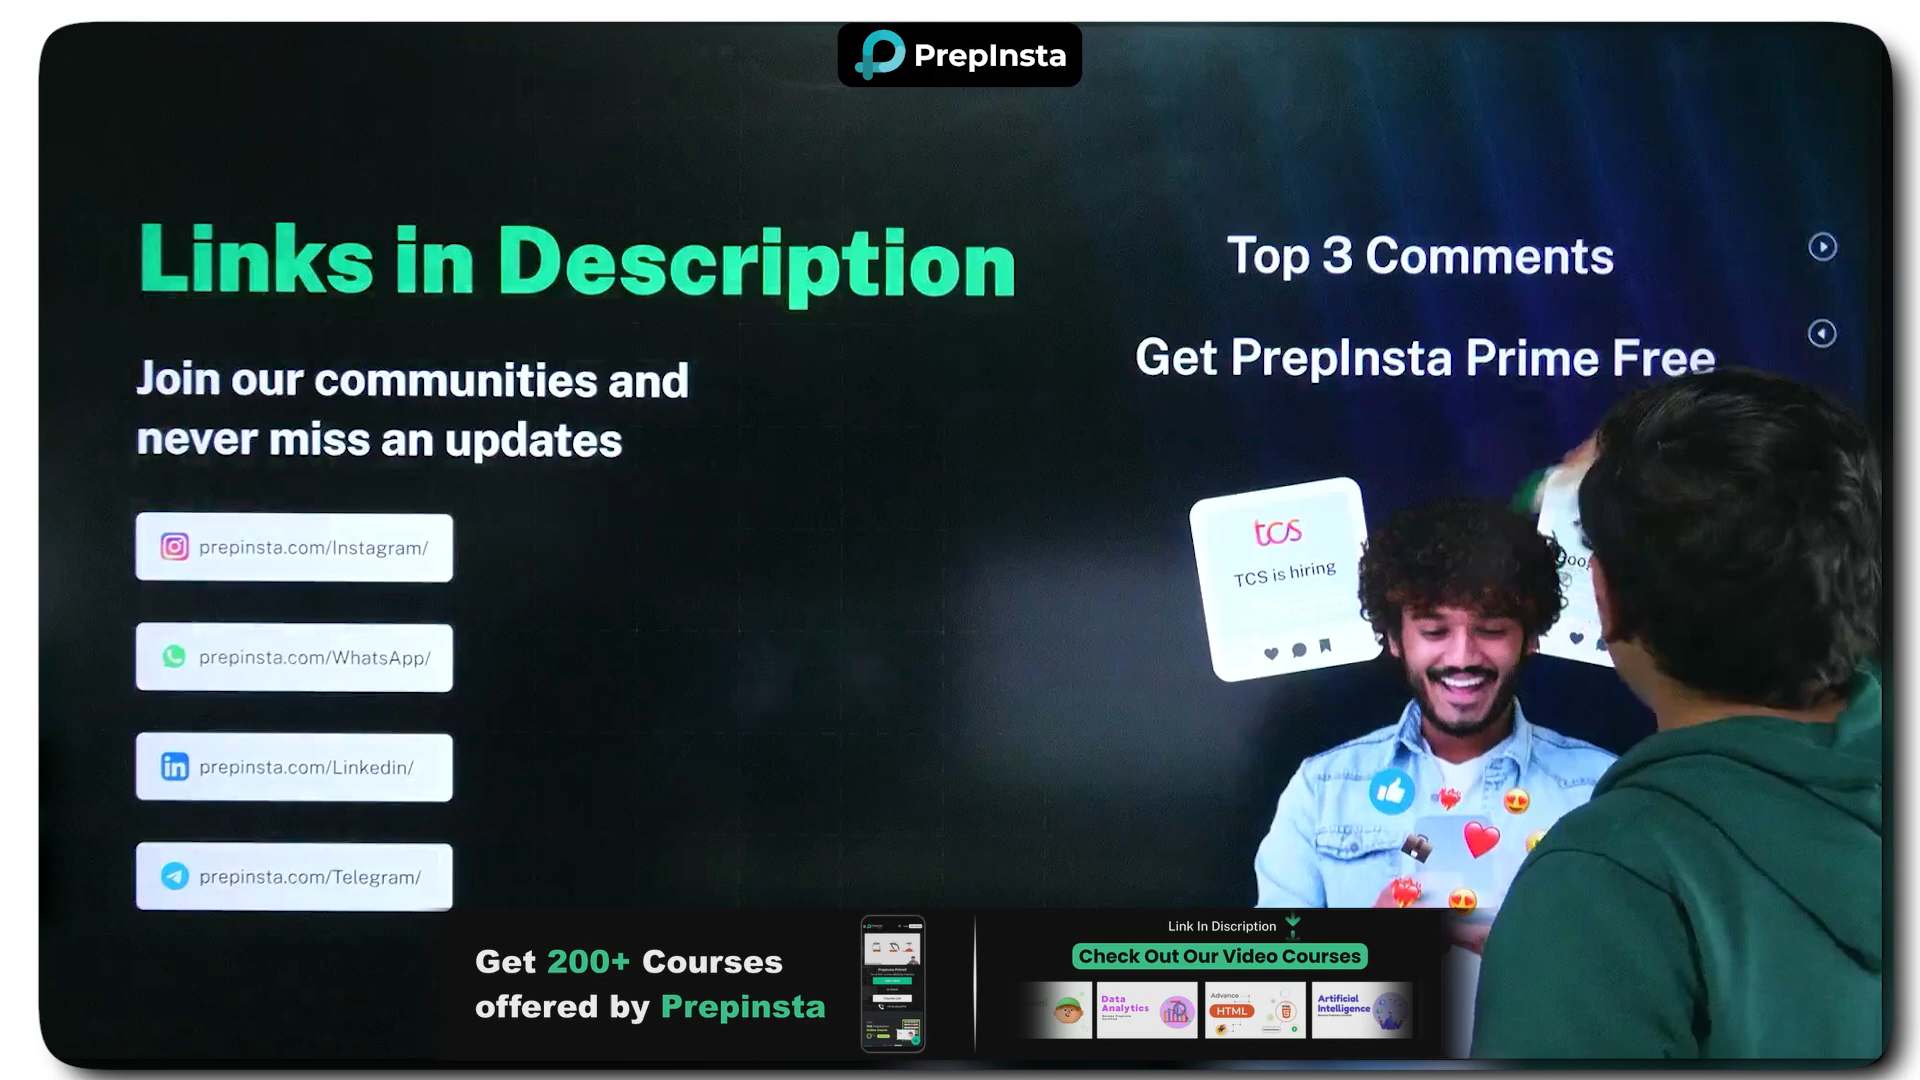 PrepInsta
Links in Description
Join our communities and
never miss an updates
prepinsta.com/Instagram/
prepinsta.com/WhatsApp/
prepinsta.com/Linkedin/
prepinsta.com/Telegram/
Top 3 Comments
Get PrepInsta Prime Free
tcs
TCS is hiring
Get 200+ Courses
offered by Prepinsta
Link In Discription
Check Out Our Video Courses
Data
Analytics
Advance
HTML
Artificial
Intelligence